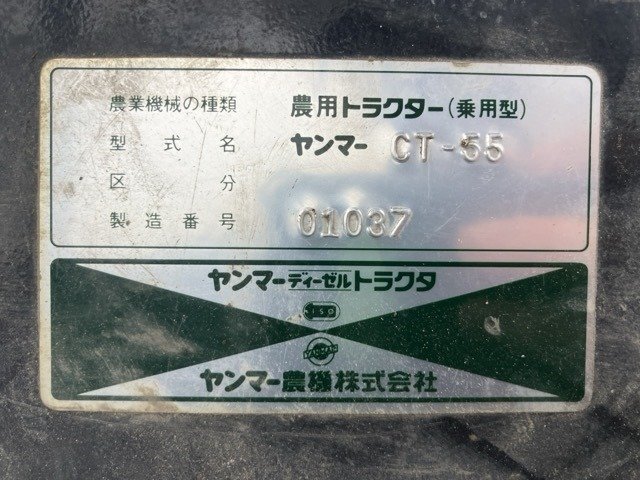 農業機械の種類 農用トラクター(乗用型)
型式名 ヤンマー CT-55
区分
製造番号 01037
ヤンマーディーゼルトラクタ
ヤンマー農機株式会社